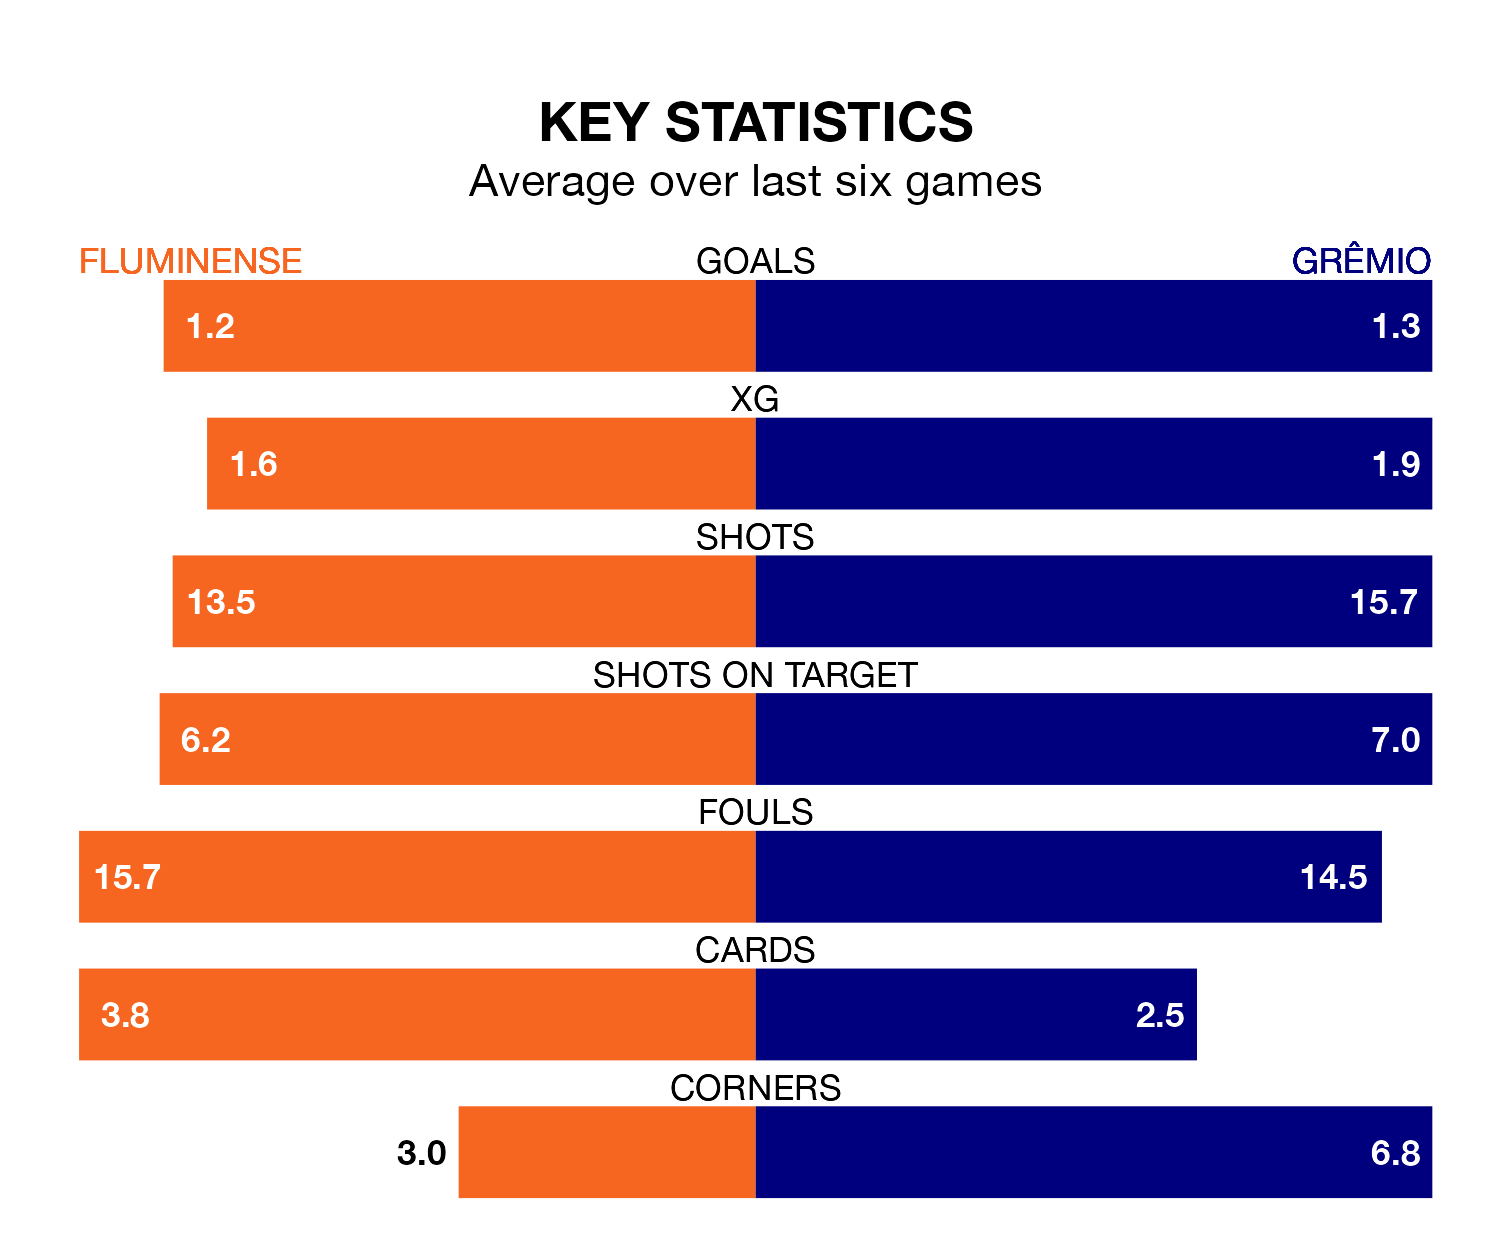 KEY STATISTICS
Average over last six games
FLUMINENSE GOALS GRÊMIO
1.2 1.3
XG
1.6 1.9
SHOTS
13.5 15.7
SHOTS ON TARGET
6.2 7.0
FOULS
15.7 14.5
CARDS
3.8 2.5
CORNERS
3.0 6.8